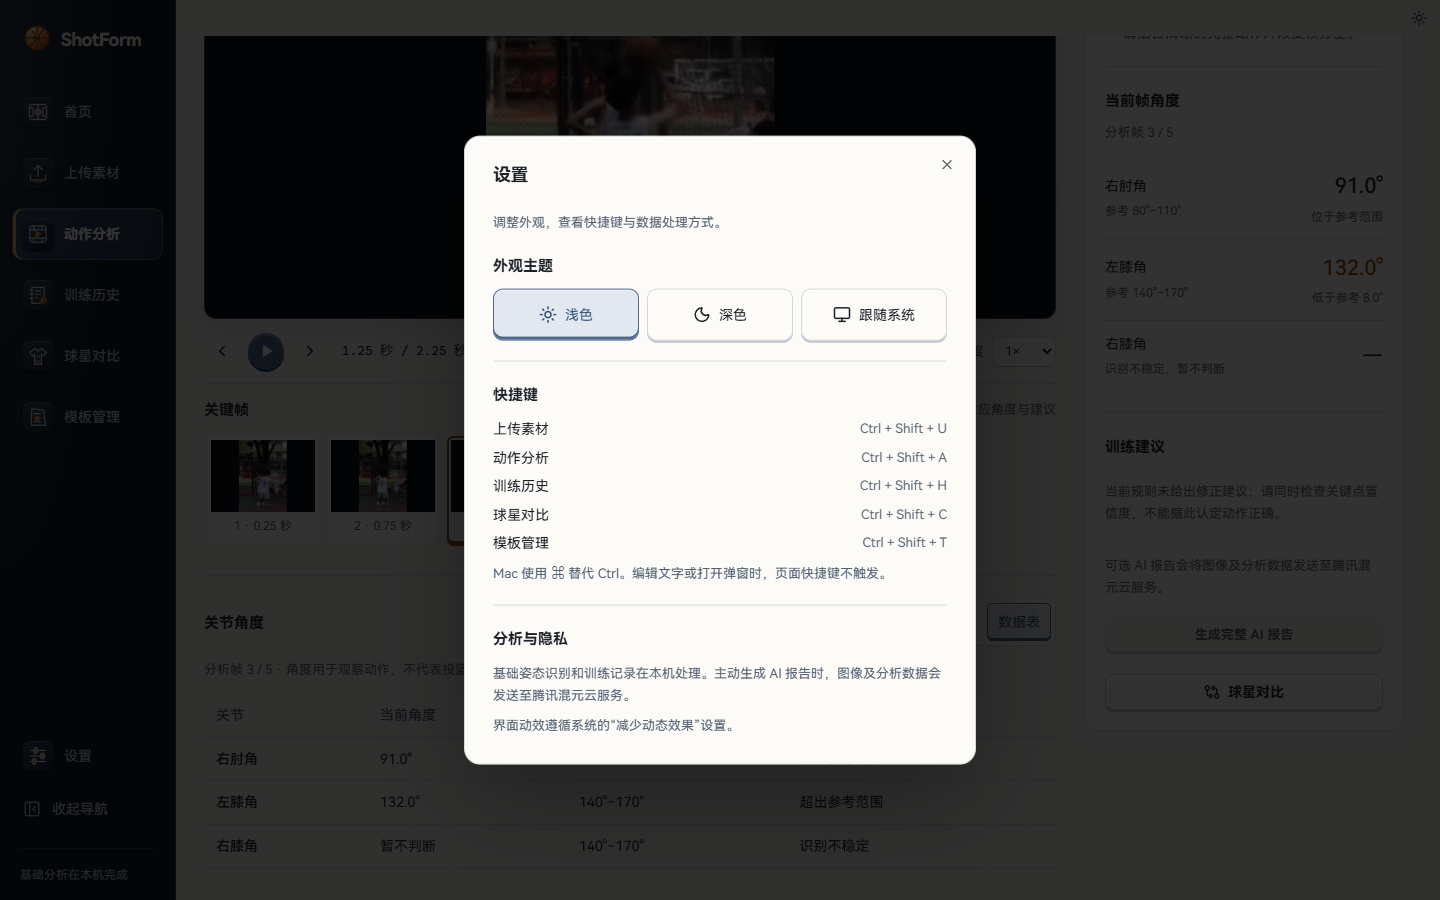 ShotForm
首页
上传素材
动作分析
训练历史
球星对比
模板管理
设置
收起导航
基础分析在本机完成
1.25 秒 / 2.25 秒
度
1×
关键帧
应角度与建议
1 · 0.25 秒
2 · 0.75 秒
关节角度
数据表
分析帧 3 / 5 · 角度用于观察动作，不代表投篮
关节
当前角度
右肘角
91.0°
左膝角
132.0°
140°–170°
超出参考范围
右膝角
暂不判断
140°–170°
识别不稳定
设置
调整外观，查看快捷键与数据处理方式。
外观主题
浅色
深色
跟随系统
快捷键
上传素材
Ctrl + Shift + U
动作分析
Ctrl + Shift + A
训练历史
Ctrl + Shift + H
球星对比
Ctrl + Shift + C
模板管理
Ctrl + Shift + T
Mac 使用 ⌘ 替代 Ctrl。编辑文字或打开弹窗时，页面快捷键不触发。
分析与隐私
基础姿态识别和训练记录在本机处理。主动生成 AI 报告时，图像及分析数据会
发送至腾讯混元云服务。
界面动效遵循系统的“减少动态效果”设置。
当前帧角度
分析帧 3 / 5
右肘角
91.0°
参考 80°–110°
位于参考范围
左膝角
132.0°
参考 140°–170°
低于参考 8.0°
右膝角
—
识别不稳定，暂不判断
训练建议
当前规则未给出修正建议；请同时检查关键点置
信度，不能据此认定动作正确。
可选 AI 报告会将图像及分析数据发送至腾讯混
元云服务。
生成完整 AI 报告
球星对比